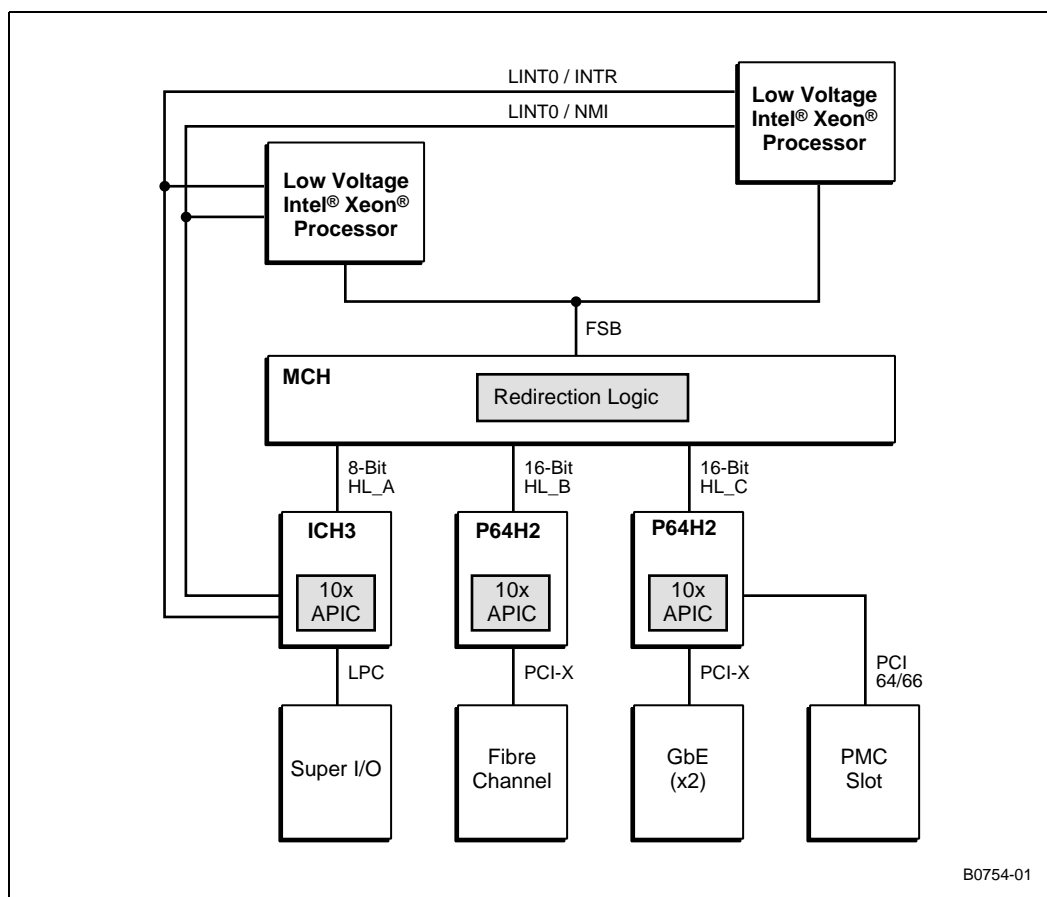 LINT0 / INTR
LINT0 / NMI
Low Voltage
Intel® Xeon®
Processor
Low Voltage
Intel® Xeon®
Processor
FSB
MCH
Redirection Logic
8-Bit
HL_A
16-Bit
HL_B
16-Bit
HL_C
ICH3
10x
APIC
P64H2
10x
APIC
P64H2
10x
APIC
LPC
PCI-X
PCI-X
PCI
64/66
Super I/O
Fibre
Channel
GbE
(x2)
PMC
Slot
B0754-01